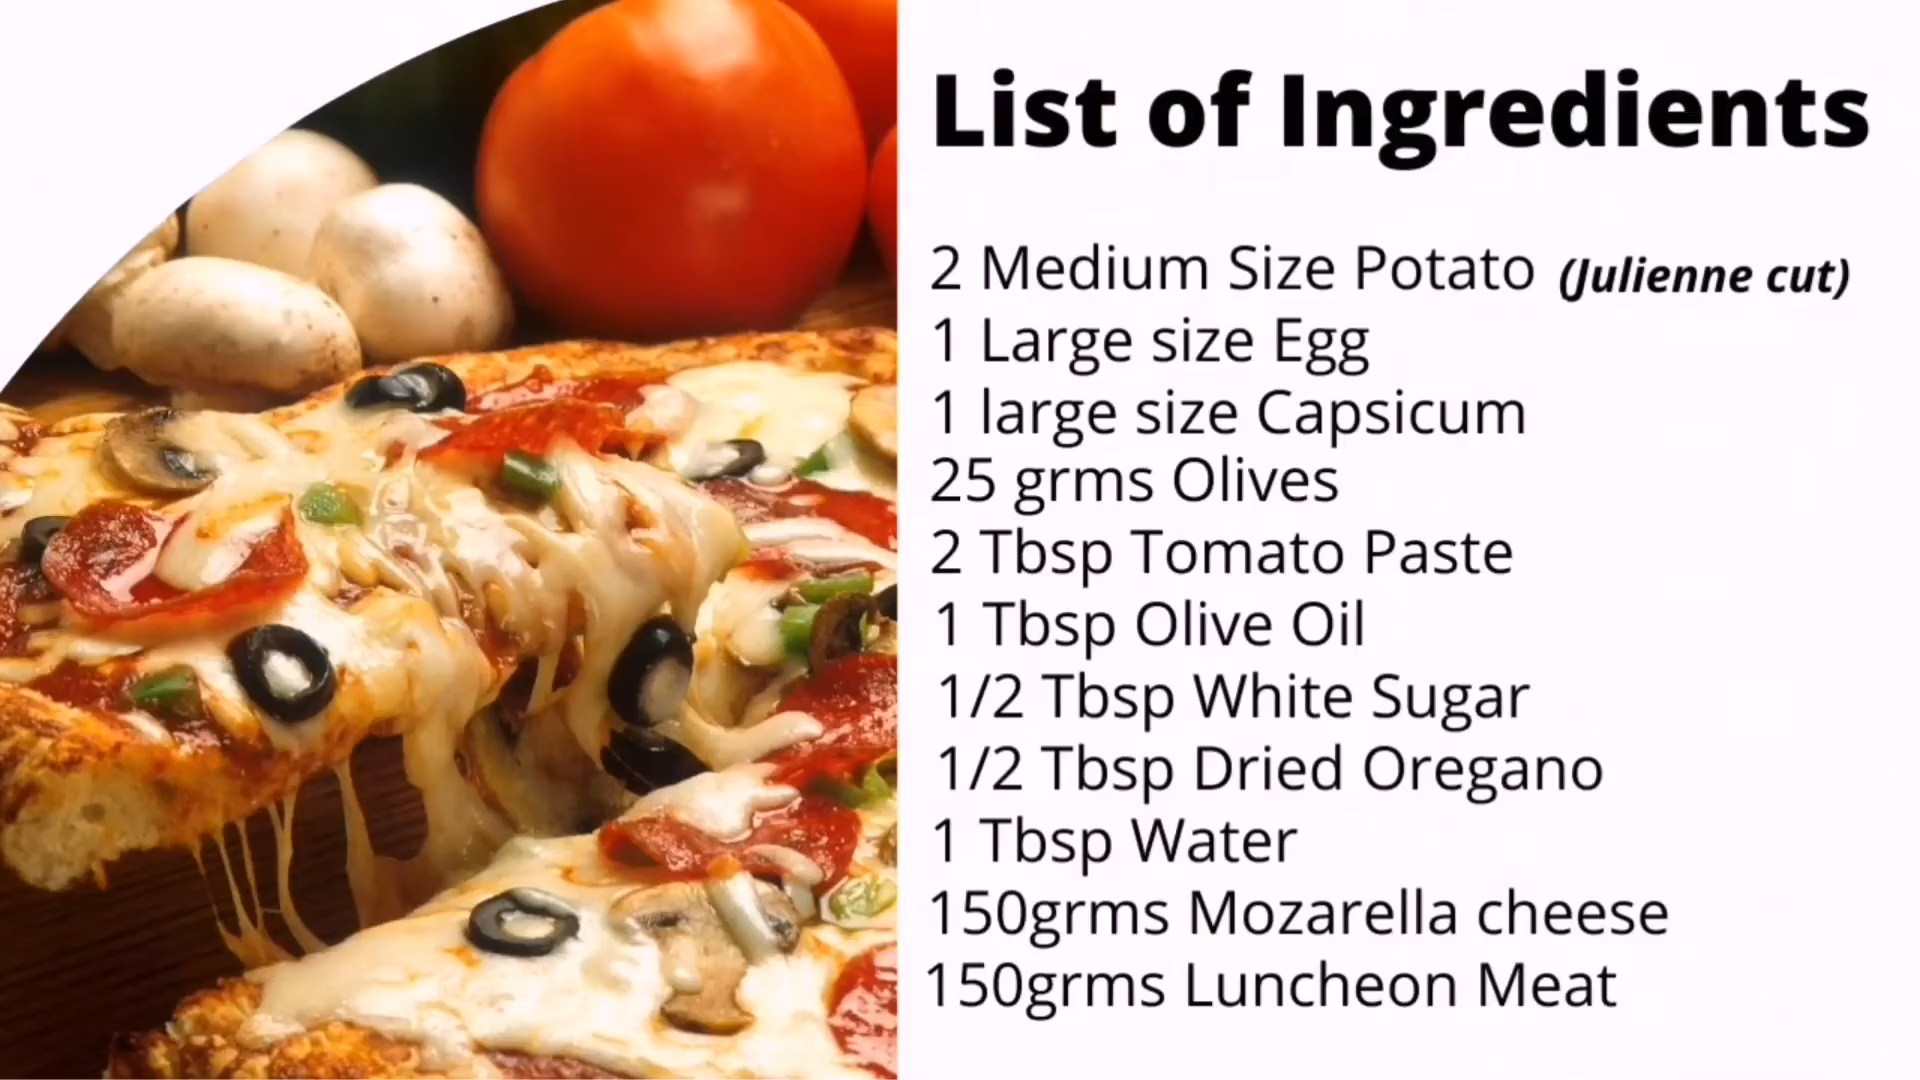 List of Ingredients
2 Medium Size Potato (Julienne cut)
1 Large size Egg
1 large size Capsicum
25 grms Olives
2 Tbsp Tomato Paste
1 Tbsp Olive Oil
1/2 Tbsp White Sugar
1/2 Tbsp Dried Oregano
1 Tbsp Water
150grms Mozarella cheese
150grms Luncheon Meat